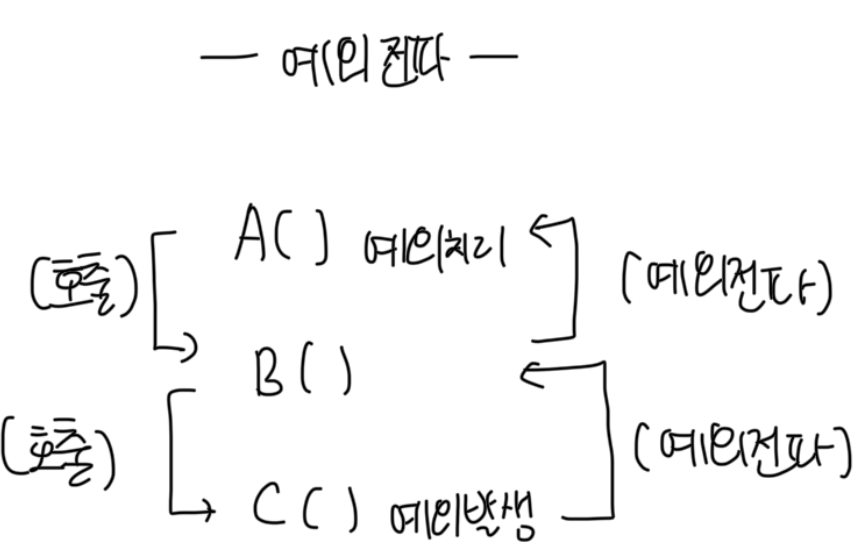 — 예외전파 —
A( ) 예외처리
(호출) (예외전파)
B( )
(호출) (예외전파)
C( ) 예외발생